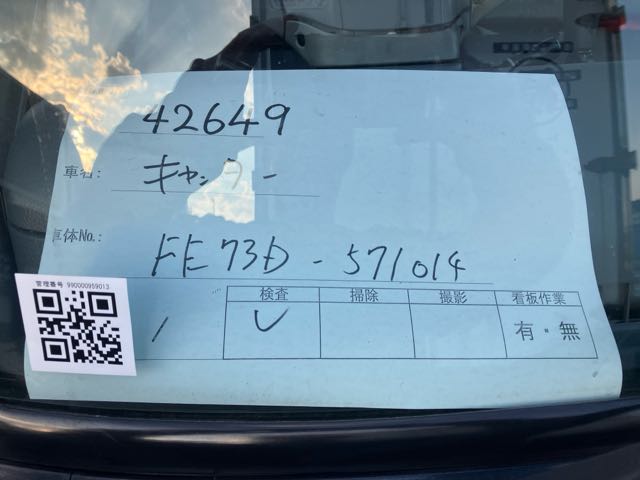 42649
車名: キャンター
車体No.: FE73D-571014
管理番号 990000959013
検査 掃除 撮影 看板作業
有・無